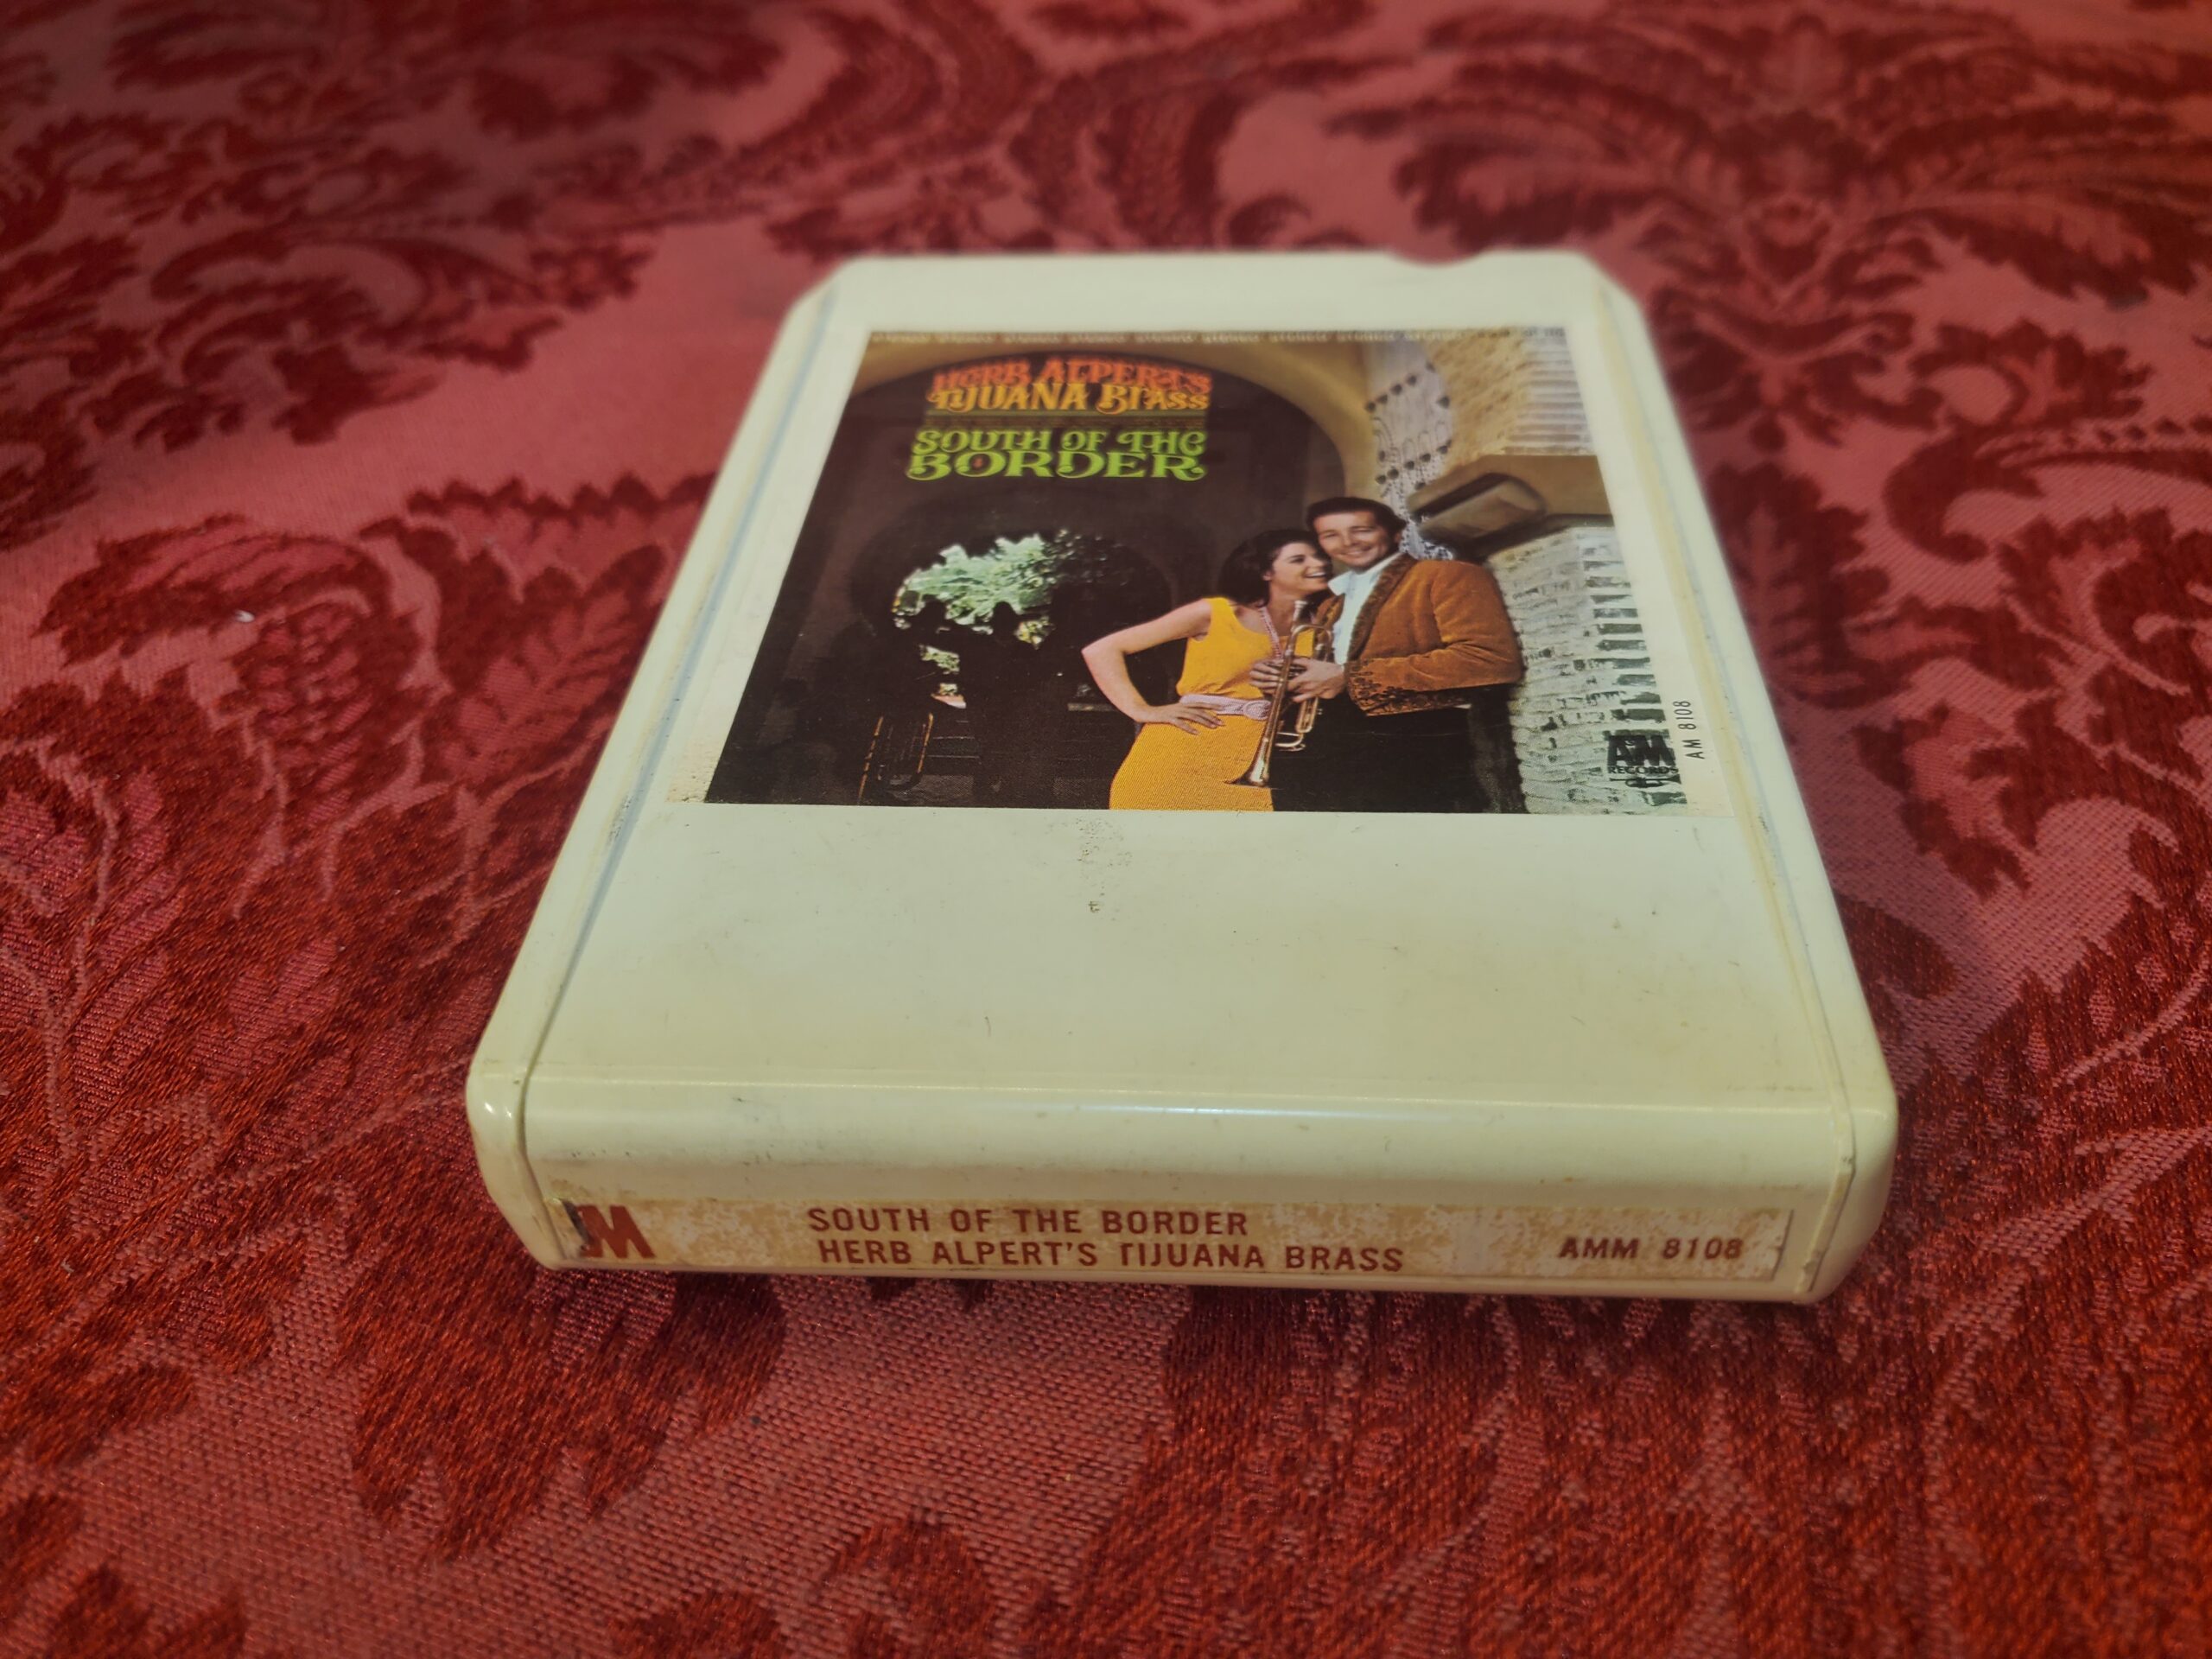 HERB ALPERT'S
TIJUANA BRASS
SOUTH OF THE
BORDER
AM 8108
A&M
RECORDS
SOUTH OF THE BORDER
HERB ALPERT'S TIJUANA BRASS
AMM 8108